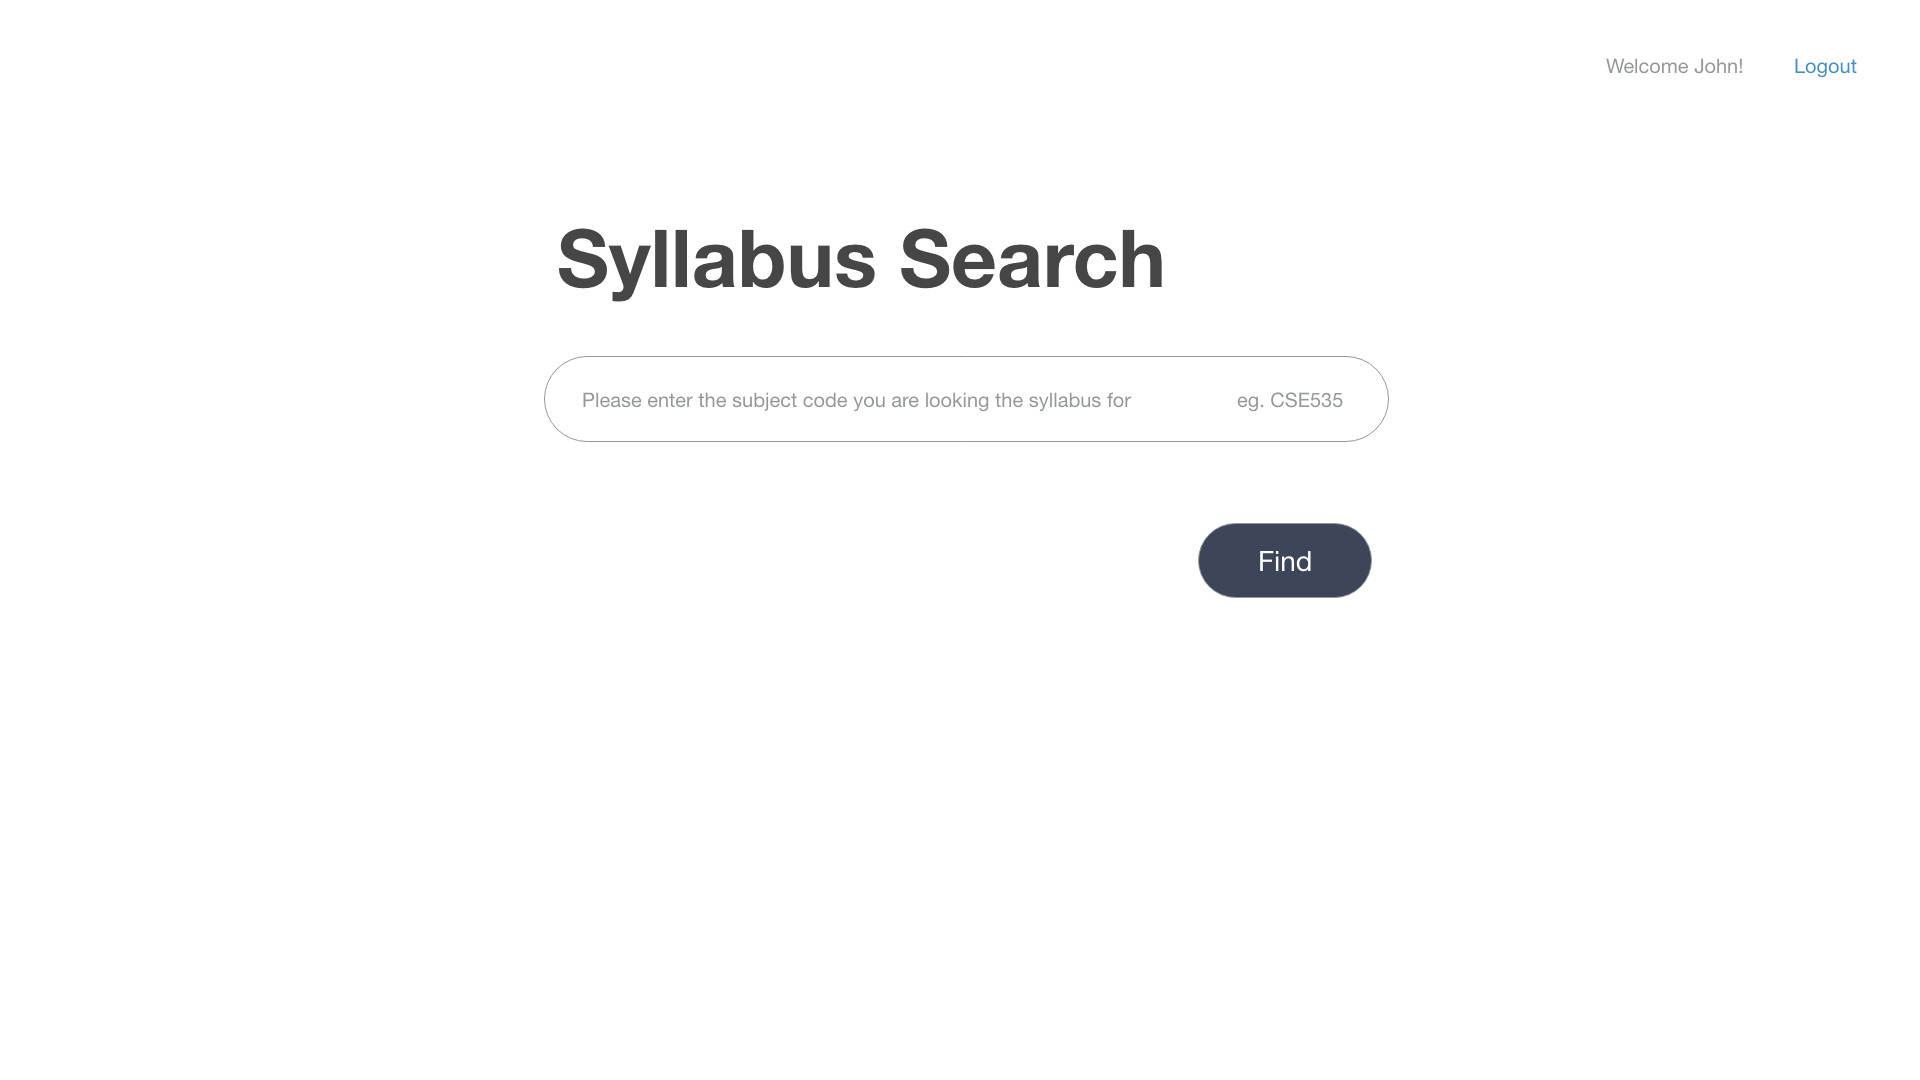 Welcome John! Logout
Syllabus Search
Please enter the subject code you are looking the syllabus for eg. CSE535
Find